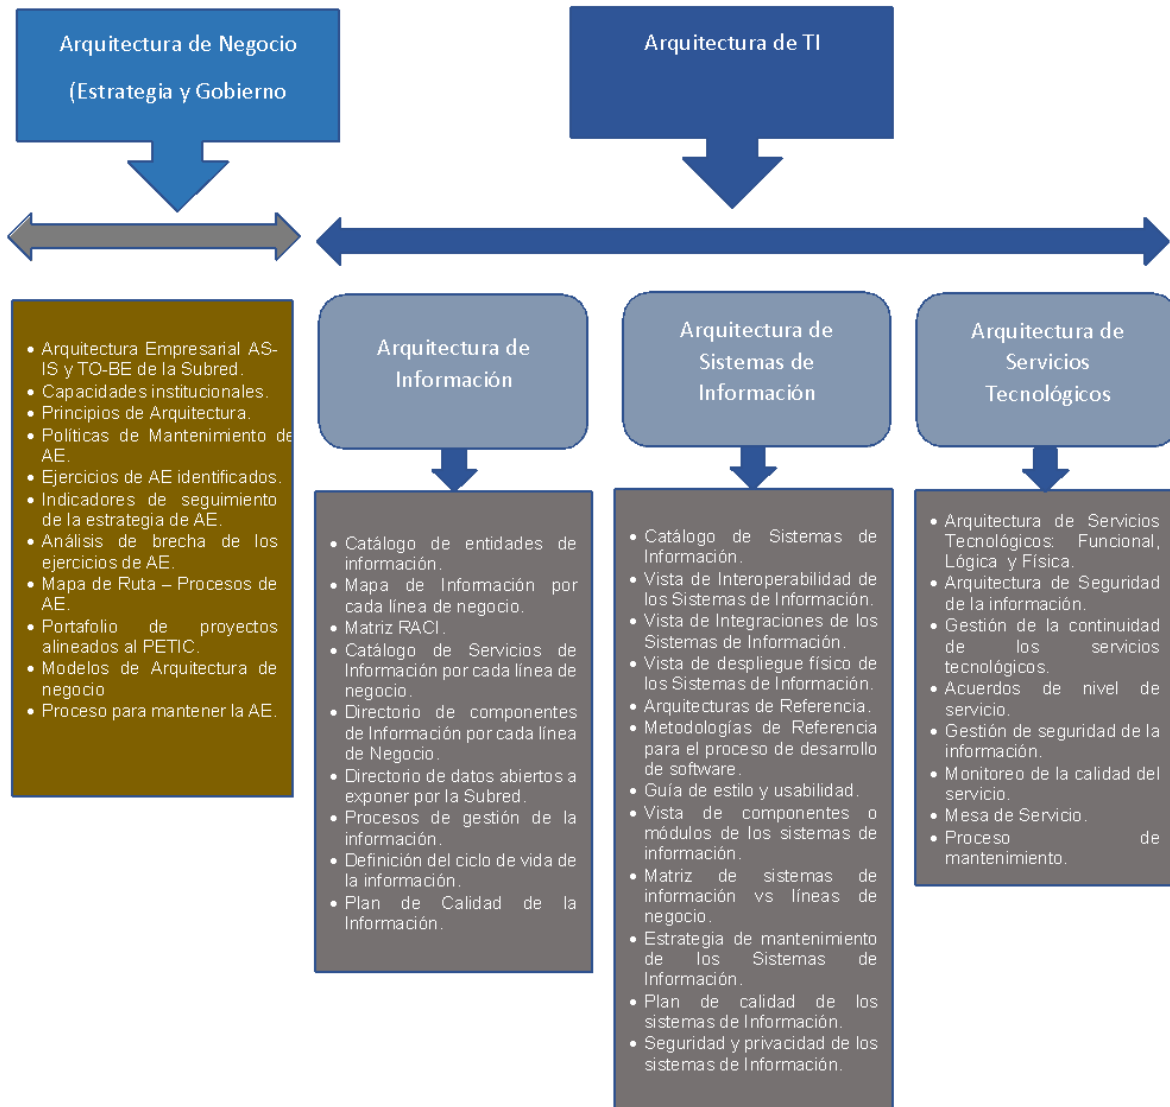 Arquitectura de Negocio
(Estrategia y Gobierno
Arquitectura de TI
• Arquitectura Empresarial AS-
IS y TO-BE de la Subred.
• Capacidades institucionales.
• Principios de Arquitectura.
• Políticas de Mantenimiento de
AE.
• Ejercicios de AE identificados.
• Indicadores de seguimiento
de la estrategia de AE.
• Análisis de brecha de los
ejercicios de AE.
• Mapa de Ruta – Procesos de
AE.
• Portafolio de proyectos
alineados al PETIC.
• Modelos de Arquitectura de
negocio
• Proceso para mantener la AE.
Arquitectura de
Información
• Catálogo de entidades de
información.
• Mapa de Información por
cada línea de negocio.
• Matriz RACI.
• Catálogo de Servicios de
Información por cada línea de
negocio.
• Directorio de componentes
de Información por cada línea
de Negocio.
• Directorio de datos abiertos a
exponer por la Subred.
• Procesos de gestión de la
información.
• Definición del ciclo de vida de
la información.
• Plan de Calidad de la
Información.
Arquitectura de
Sistemas de
Información
• Catálogo de Sistemas de
Información.
• Vista de Interoperabilidad de
los Sistemas de Información.
• Vista de Integraciones de los
Sistemas de Información.
• Vista de despliegue físico de
los Sistemas de Información.
• Arquitecturas de Referencia.
• Metodologías de Referencia
para el proceso de desarrollo
de software.
• Guía de estilo y usabilidad.
• Vista de componentes o
módulos de los sistemas de
información.
• Matriz de sistemas de
información vs líneas de
negocio.
• Estrategia de mantenimiento
de los Sistemas de
Información.
• Plan de calidad de los
sistemas de Información.
• Seguridad y privacidad de los
sistemas de Información.
Arquitectura de
Servicios
Tecnológicos
• Arquitectura de Servicios
Tecnológicos: Funcional,
Lógica y Física.
• Arquitectura de Seguridad
de la información.
• Gestión de la continuidad
de los servicios
tecnológicos.
• Acuerdos de nivel de
servicio.
• Gestión de seguridad de la
información.
• Monitoreo de la calidad del
servicio.
• Mesa de Servicio.
• Proceso de
mantenimiento.